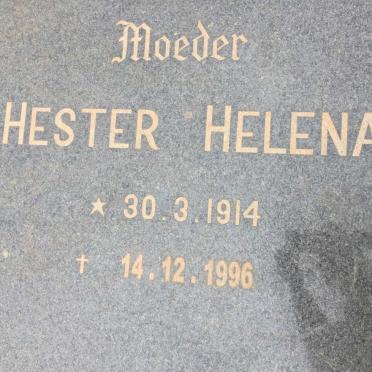 Moeder
HESTER HELENA
* 30.3.1914
† 14.12.1996